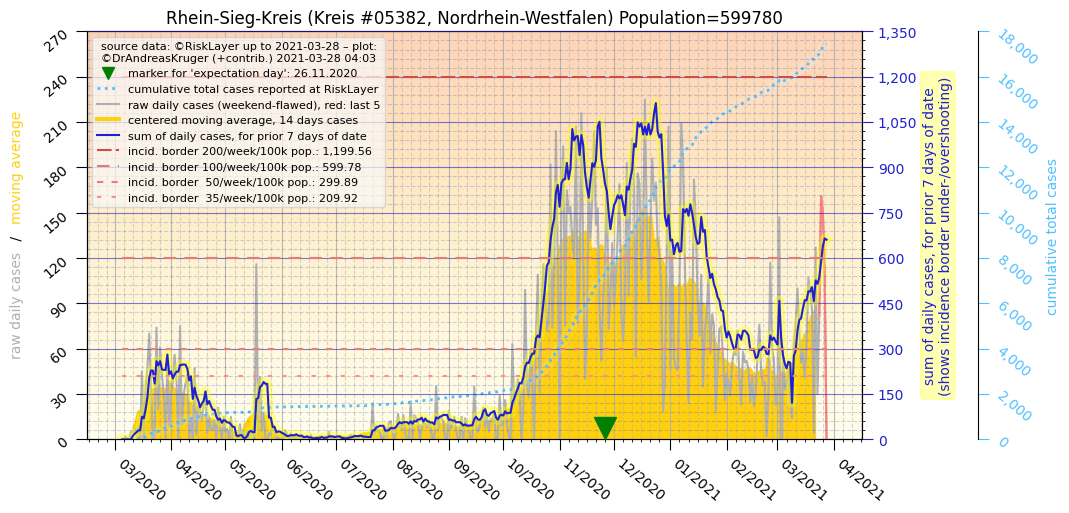 Rhein-Sieg-Kreis (Kreis #05382, Nordrhein-Westfalen) Population=599780
source data: ©RiskLayer up to 2021-03-28 – plot:
©DrAndreasKruger (+contrib.) 2021-03-28 04:03
marker for 'expectation day': 26.11.2020
cumulative total cases reported at RiskLayer
raw daily cases (weekend-flawed), red: last 5
centered moving average, 14 days cases
sum of daily cases, for prior 7 days of date
incid. border 200/week/100k pop.: 1,199.56
incid. border 100/week/100k pop.: 599.78
incid. border  50/week/100k pop.: 299.89
incid. border  35/week/100k pop.: 209.92
raw daily cases / moving average
270
240
210
180
150
120
90
60
30
0
03/2020
04/2020
05/2020
06/2020
07/2020
08/2020
09/2020
10/2020
11/2020
12/2020
01/2021
02/2021
03/2021
04/2021
1,350
1,200
1,050
900
750
600
450
300
150
0
sum of daily cases, for prior 7 days of date
(shows incidence border under-/overshooting)
18,000
16,000
14,000
12,000
10,000
8,000
6,000
4,000
2,000
0
cumulative total cases